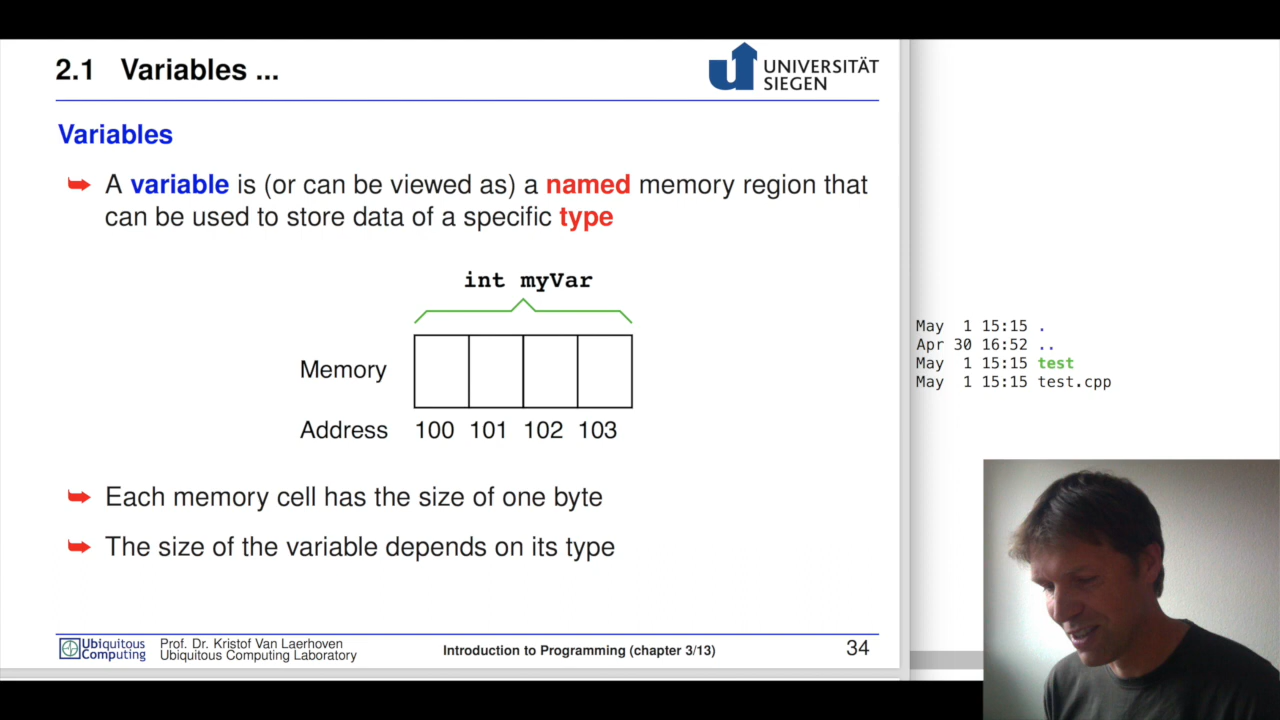 2.1 Variables ...
UNIVERSITÄT
SIEGEN
Variables
A variable is (or can be viewed as) a named memory region that
can be used to store data of a specific type
int myVar
Memory
Address 100 101 102 103
Each memory cell has the size of one byte
The size of the variable depends on its type
May 1 15:15 .
Apr 30 16:52 ..
May 1 15:15 test
May 1 15:15 test.cpp
Ubiquitous
Computing
Prof. Dr. Kristof Van Laerhoven
Ubiquitous Computing Laboratory
Introduction to Programming (chapter 3/13)
34